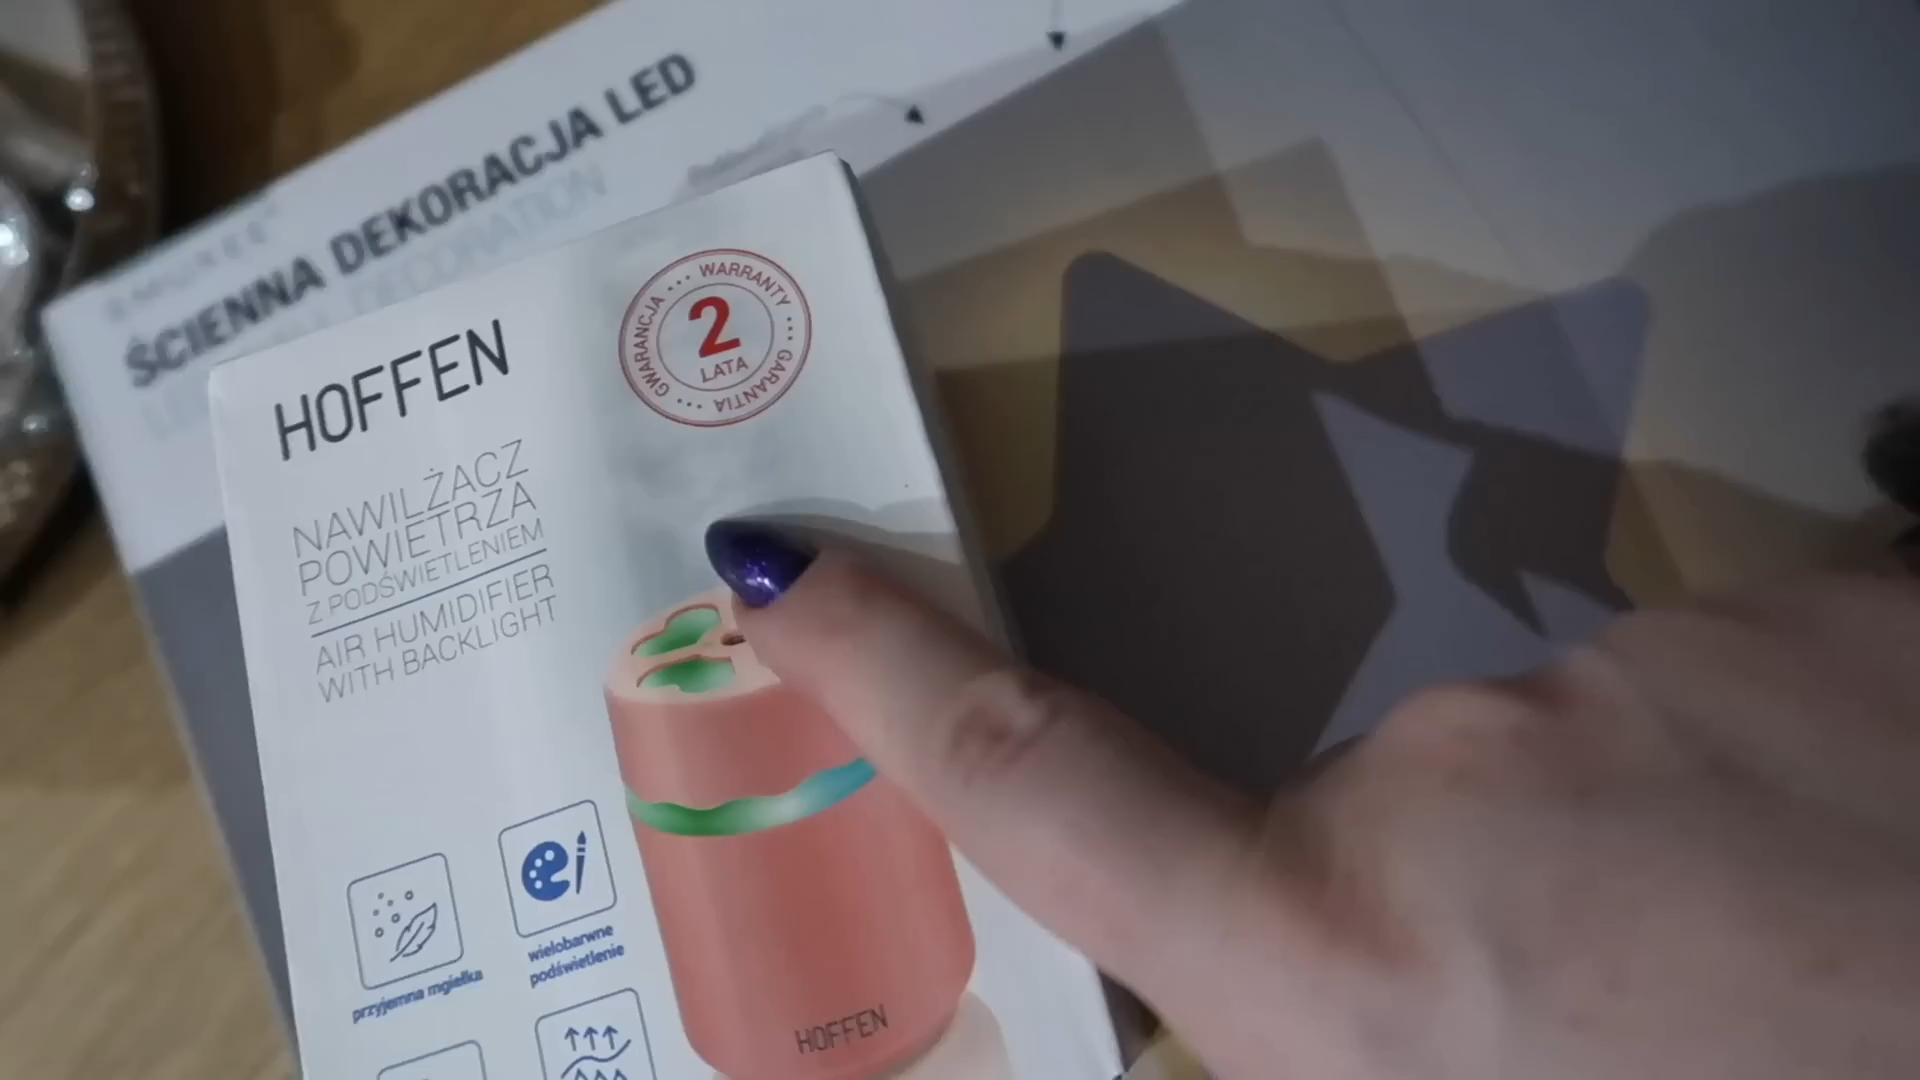 ŚCIENNA DEKORACJA LED
DECORATION
HOFFEN
WARRANTY ... GARANTIA ... GWARANCJA ...
2
LATA
NAWILŻACZ
POWIETRZA
Z PODŚWIETLENIEM
AIR HUMIDIFIER
WITH BACKLIGHT
wielobarwne
podświetlenie
przyjemna mgiełka
HOFFEN